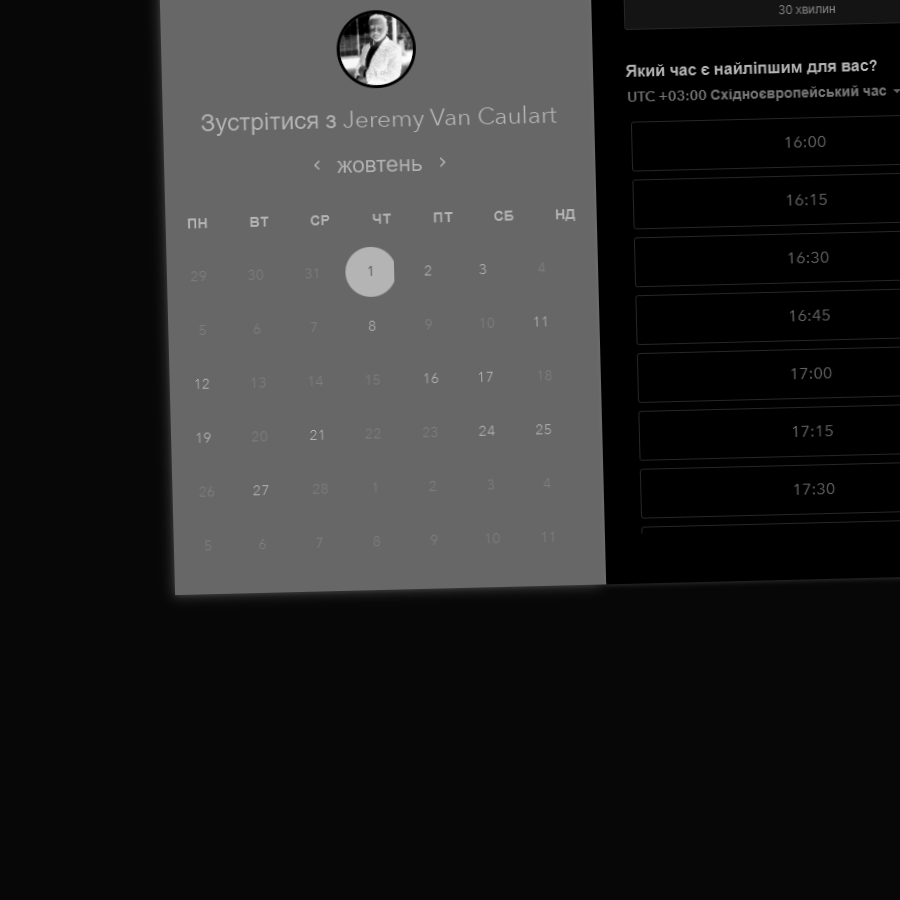 Зустрітися з Jeremy Van Caulart
жовтень
ПН ВТ СР ЧТ ПТ СБ НД
29 30 31 1 2 3 4
5 6 7 8 9 10 11
12 13 14 15 16 17 18
19 20 21 22 23 24 25
26 27 28 1 2 3 4
5 6 7 8 9 10 11
30 хвилин
Який час є найліпшим для вас?
UTC +03:00 Східноєвропейський час
16:00
16:15
16:30
16:45
17:00
17:15
17:30